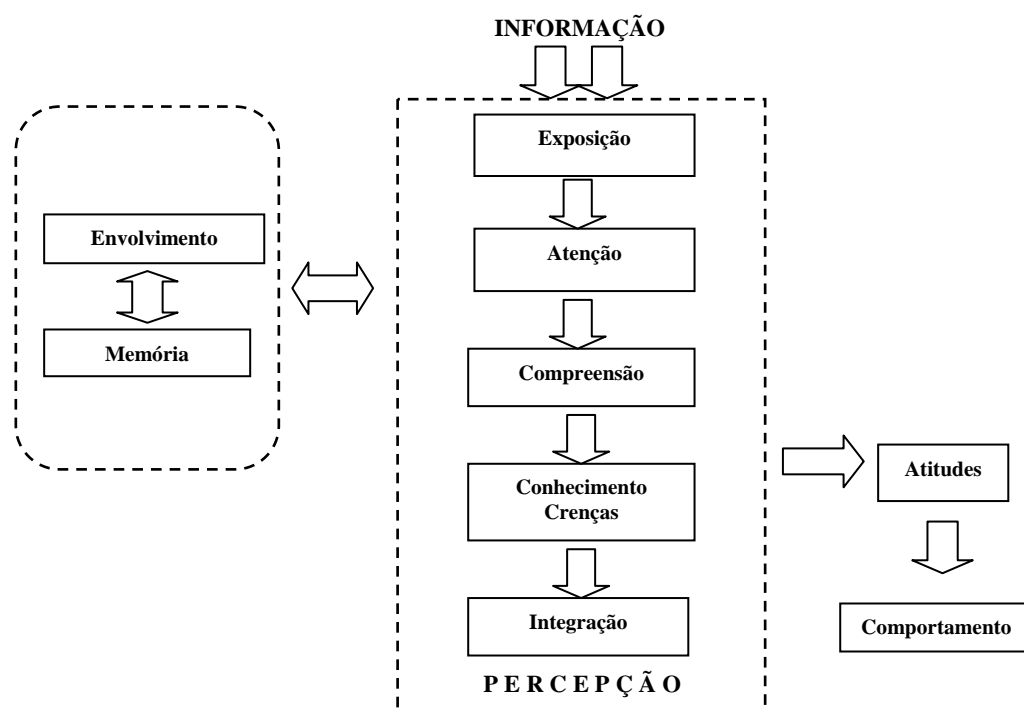 INFORMAÇÃO
Exposição
Envolvimento
Atenção
Memória
Compreensão
Conhecimento
Crenças
Atitudes
Integração
Comportamento
P E R C E P Ç Ã O